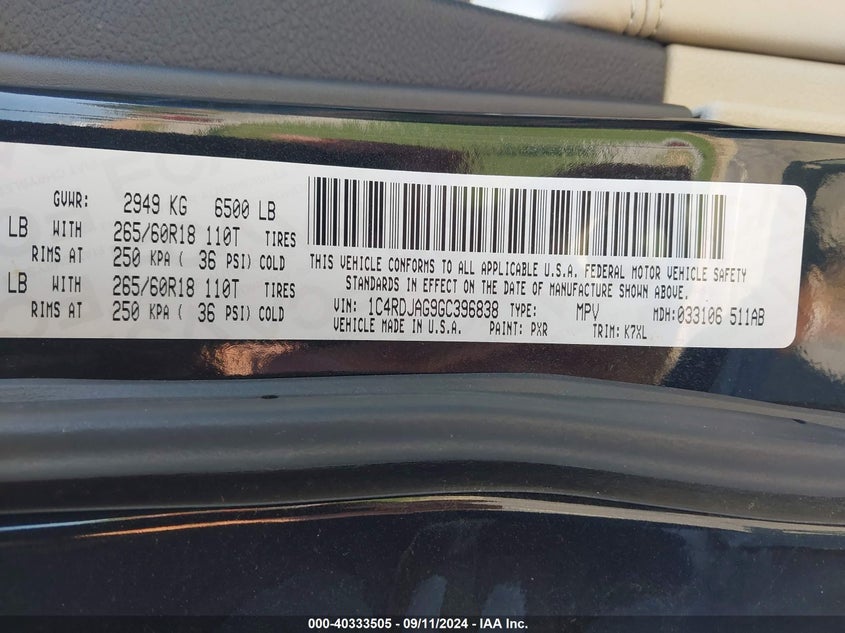 GVWR: 2949 KG 6500 LB
LB WITH 265/60R18 110T TIRES
RIMS AT 250 KPA ( 36 PSI) COLD
LB WITH 265/60R18 110T TIRES
RIMS AT 250 KPA ( 36 PSI) COLD
THIS VEHICLE CONFORMS TO ALL APPLICABLE U.S.A. FEDERAL MOTOR VEHICLE SAFETY
STANDARDS IN EFFECT ON THE DATE OF MANUFACTURE SHOWN ABOVE.
VIN: 1C4RDJAG9GC396838 TYPE: MPV MDH: 033106 511AB
VEHICLE MADE IN U.S.A. PAINT: PXR TRIM: K7XL
000-40333505 - 09/11/2024 - IAA Inc.